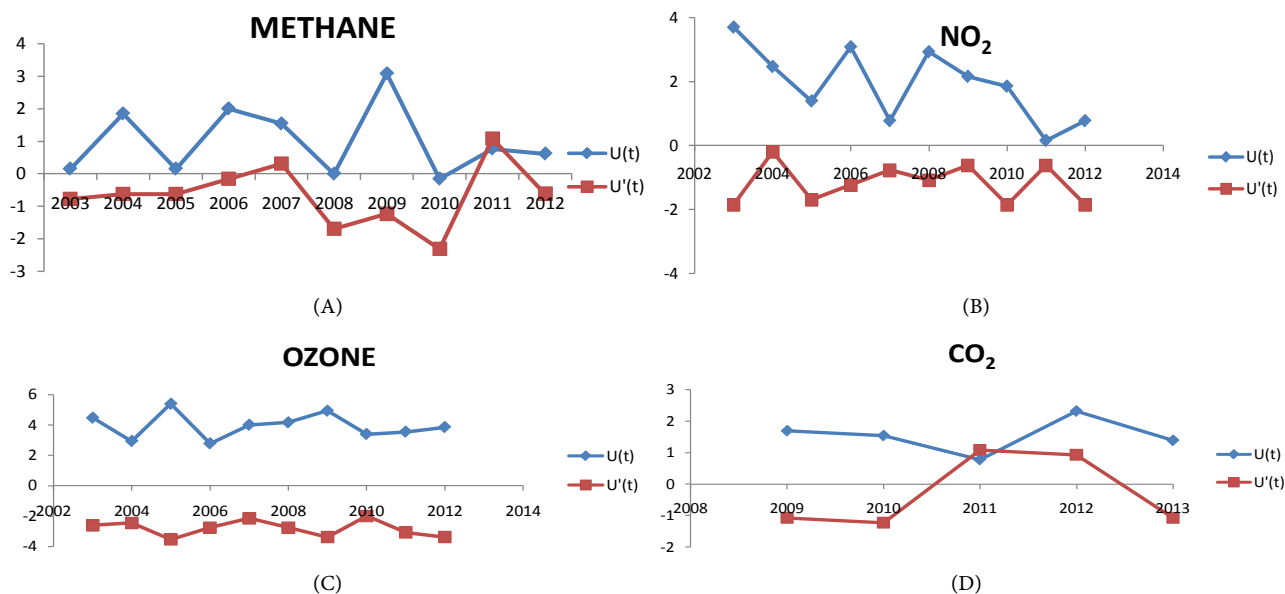 METHANE
4
3
2
1
0
-1
-2
-3
2003 2004 2005 2006 2007 2008 2009 2010 2011 2012
U(t)
U'(t)
(A)
NO2
4
2
0
-2
-4
2002 2004 2006 2008 2010 2012 2014
U(t)
U'(t)
(B)
OZONE
6
4
2
0
-2
-4
2002 2004 2006 2008 2010 2012 2014
U(t)
U'(t)
(C)
CO2
3
2
1
0
-1
-2
2008 2009 2010 2011 2012 2013
U(t)
U'(t)
(D)